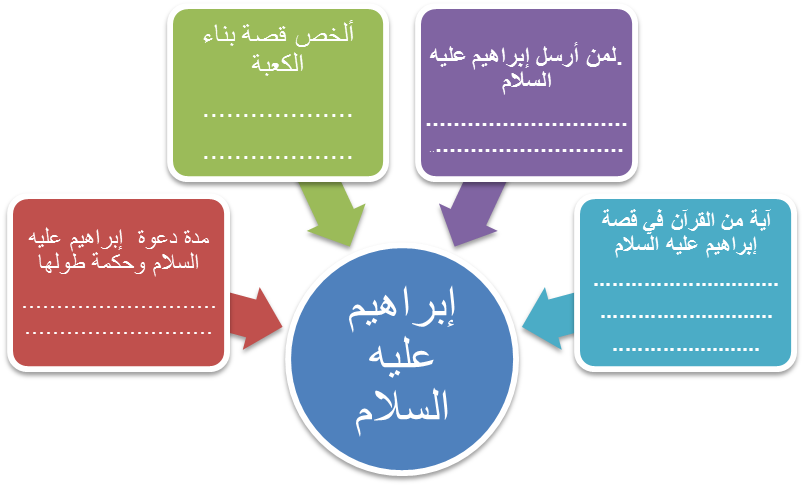 آية من القرآن في قصة
إبراهيم عليه السلام
.............................
...........................
.......................
.لمن أرسل إبراهيم عليه
السلام
.............................
.............................
ألخص قصة بناء
الكعبة
...................
...................
مدة دعوة إبراهيم عليه
السلام وحكمة طولها
.............................
............................
إبراهيم
عليه
السلام